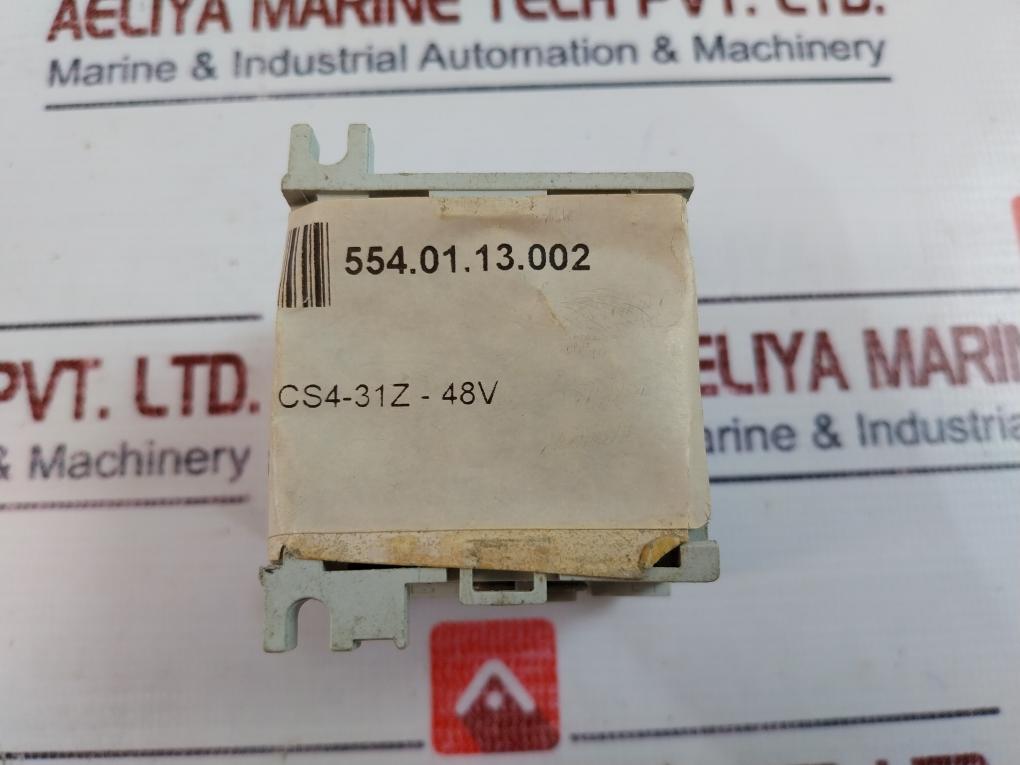 AELIYA MARINE TECH PVT. LTD.
Marine & Industrial Automation & Machinery
554.01.13.002
CS4-31Z - 48V
PVT. LTD.
& Machinery
ELIYA MARIN
arine & Industria